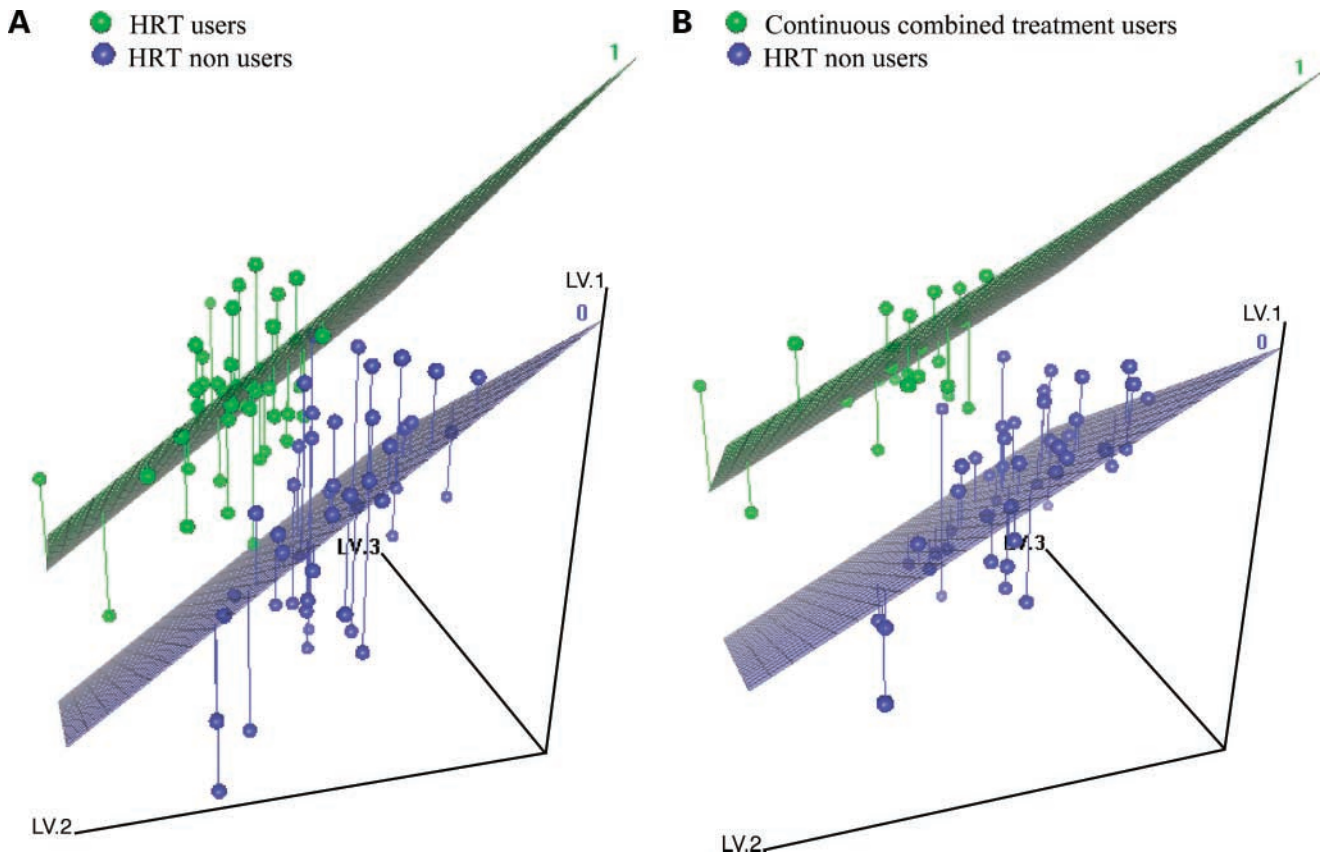 A
HRT users
HRT non users
1
LV.1
0
LV.3
LV.2
B
Continuous combined treatment users
HRT non users
1
LV.1
0
LV.3
LV.2